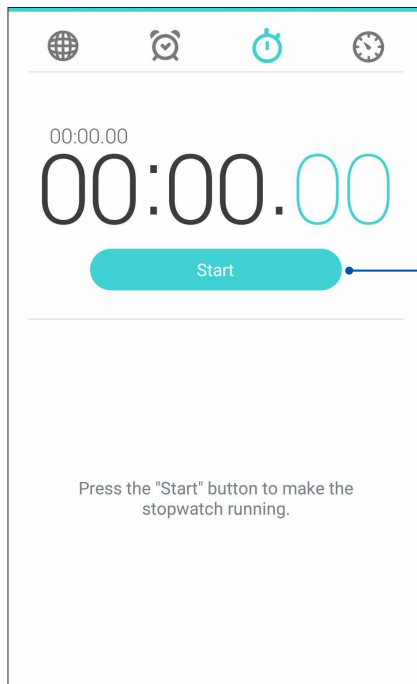 00:00.00
00:00.00
Start
Press the "Start" button to make the
stopwatch running.